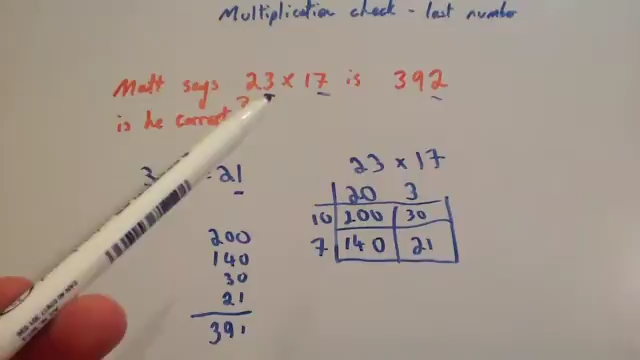 Multiplication check - last number
Matt says 23 x 17 is 392
is he correct ?
3 = 21
23 x 17
20 3
10 200 30
7 140 21
200
140
30
21
391